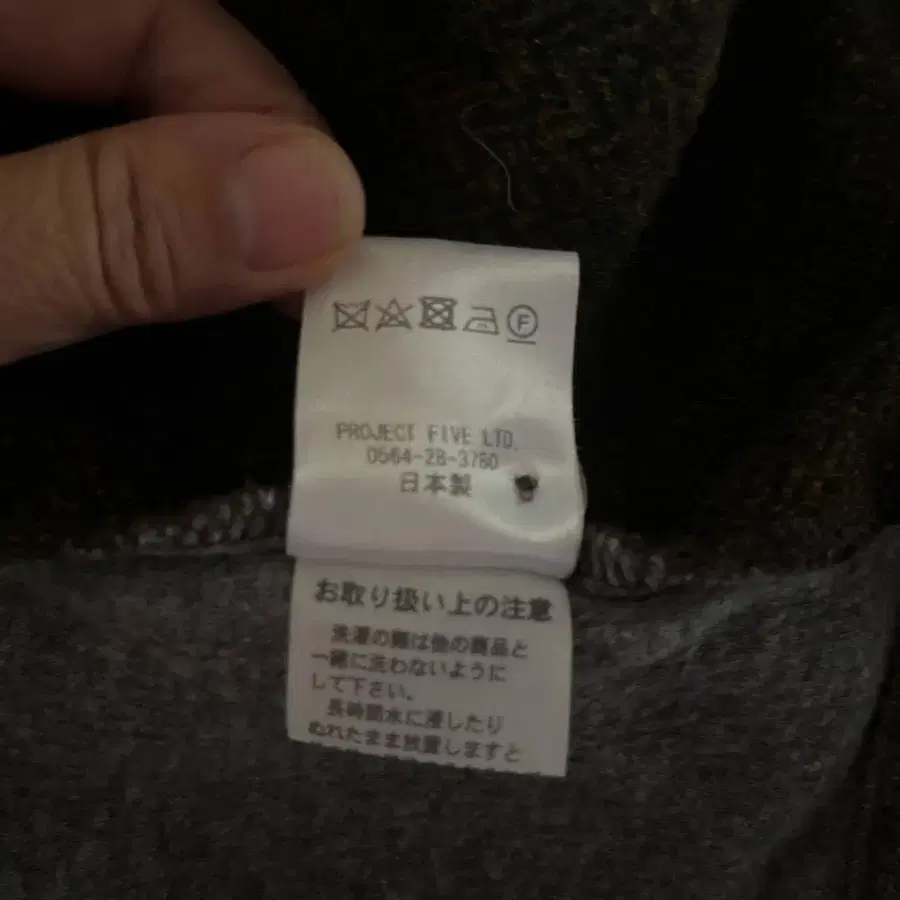 F
PROJECT FIVE LTD.
0564-28-3780
日本製
お取り扱い上の注意
洗濯の際は他の商品と
一緒に洗わないように
して下さい。
長時間水に浸したり
ぬれたまま放置しますと